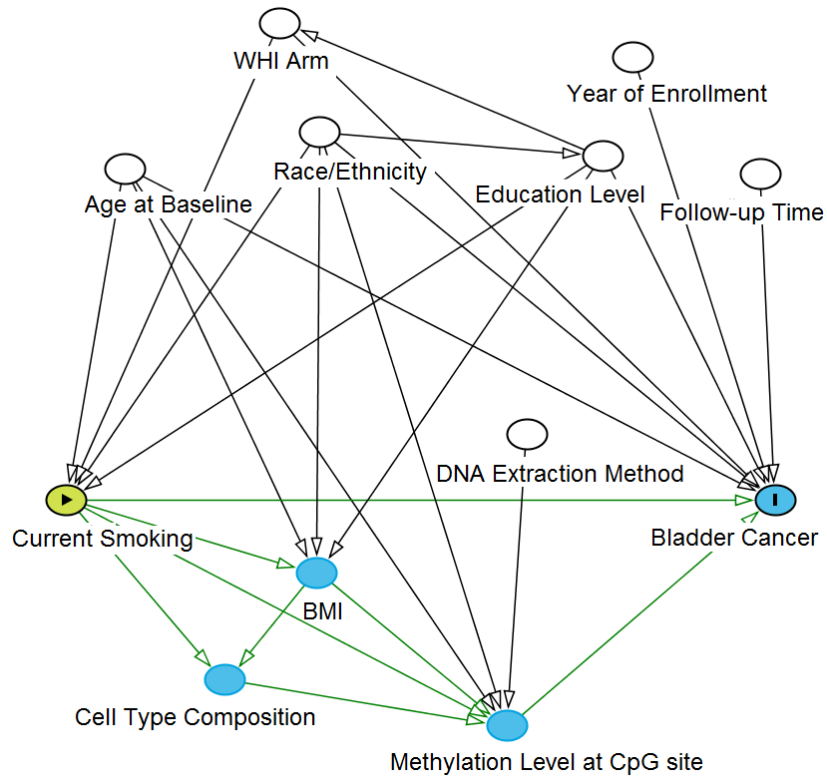 WHI Arm
Year of Enrollment
Race/Ethnicity
Education Level
Age at Baseline
Follow-up Time
DNA Extraction Method
Current Smoking
Bladder Cancer
BMI
Cell Type Composition
Methylation Level at CpG site